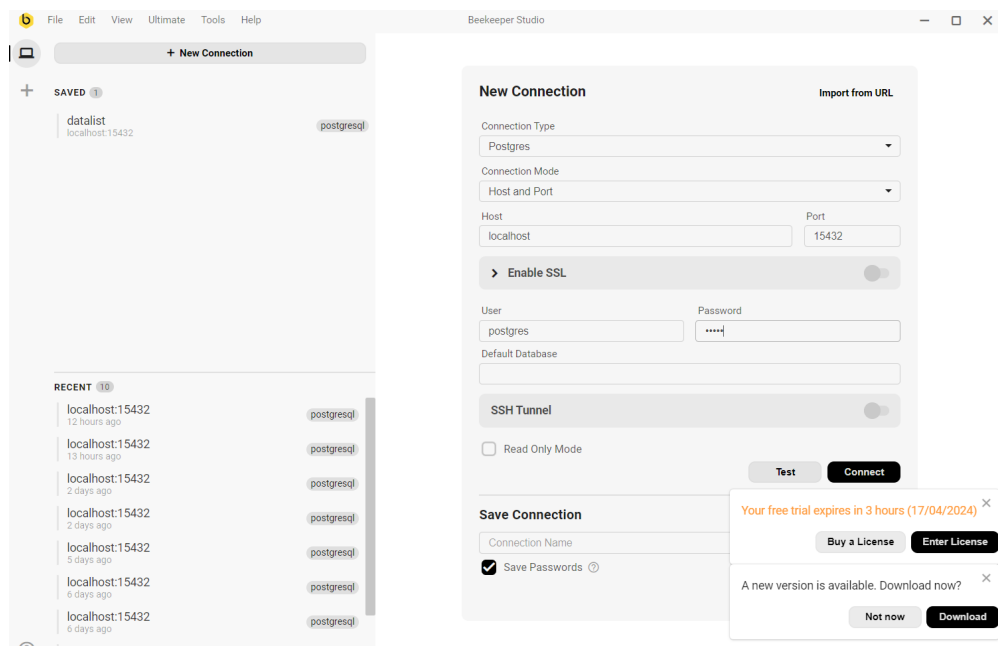 File Edit View Ultimate Tools Help
Beekeeper Studio
+ New Connection
SAVED 1
datalist
localhost:15432
postgresql
RECENT 10
localhost:15432
12 hours ago
postgresql
localhost:15432
13 hours ago
postgresql
localhost:15432
2 days ago
postgresql
localhost:15432
2 days ago
postgresql
localhost:15432
5 days ago
postgresql
localhost:15432
6 days ago
postgresql
localhost:15432
6 days ago
postgresql
New Connection
Import from URL
Connection Type
Postgres
Connection Mode
Host and Port
Host Port
localhost 15432
Enable SSL
User Password
postgres •••••
Default Database
SSH Tunnel
Read Only Mode
Test Connect
Save Connection
Connection Name
Save Passwords ?
Your free trial expires in 3 hours (17/04/2024)
Buy a License Enter License
A new version is available. Download now?
Not now Download